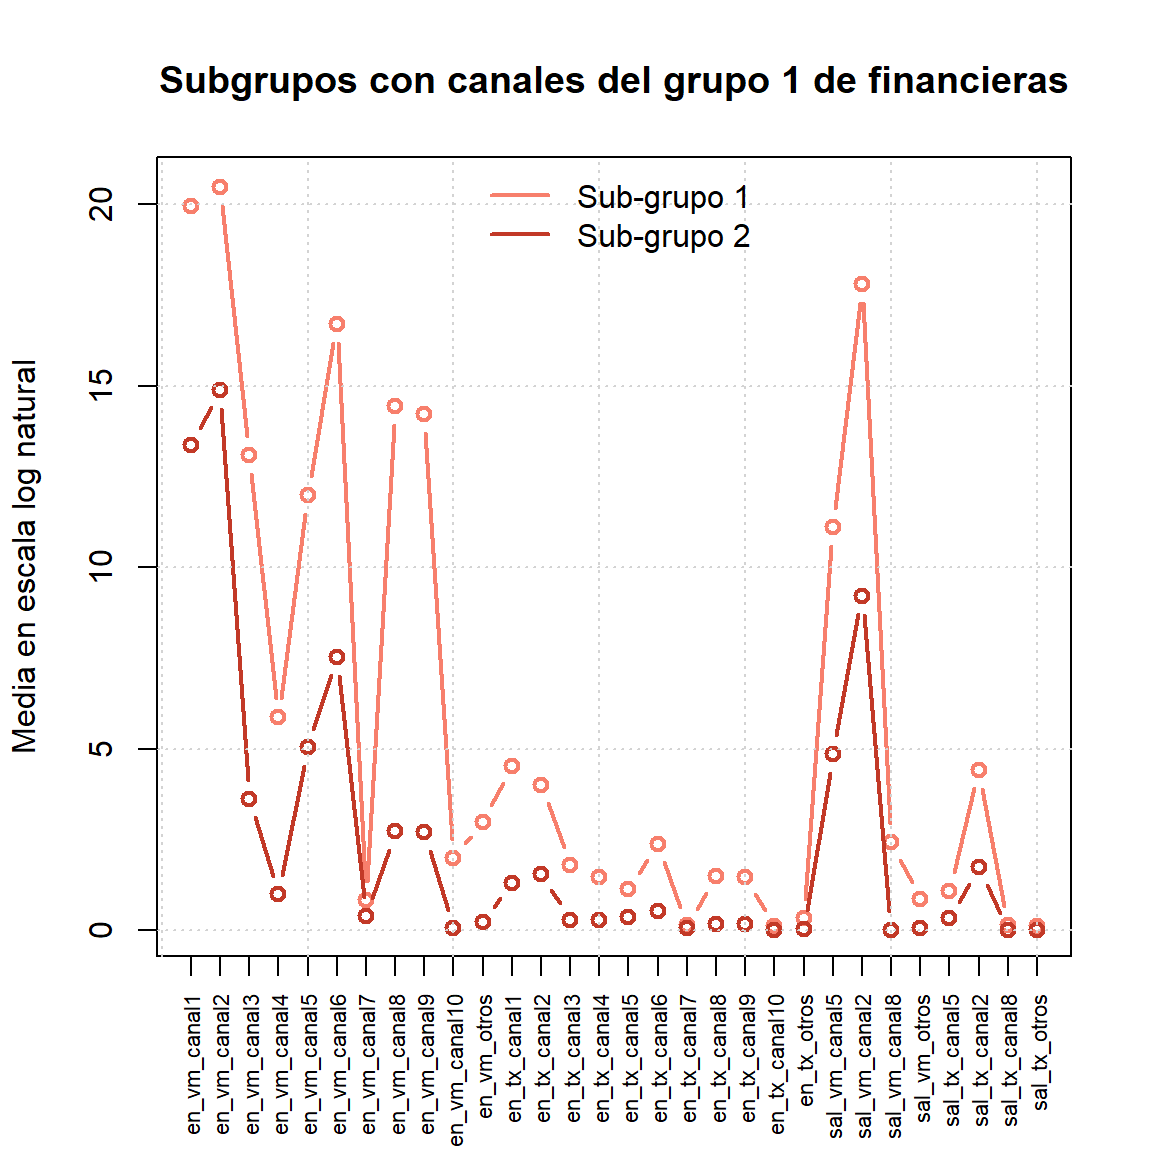 Subgrupos con canales del grupo 1 de financieras
Sub-grupo 1
Sub-grupo 2
Media en escala log natural
20
15
10
5
0
en_vm_canal1
en_vm_canal2
en_vm_canal3
en_vm_canal4
en_vm_canal5
en_vm_canal6
en_vm_canal7
en_vm_canal8
en_vm_canal9
en_vm_canal10
en_vm_otros
en_tx_canal1
en_tx_canal2
en_tx_canal3
en_tx_canal4
en_tx_canal5
en_tx_canal6
en_tx_canal7
en_tx_canal8
en_tx_canal9
en_tx_canal10
en_tx_otros
sal_vm_canal5
sal_vm_canal2
sal_vm_canal8
sal_vm_otros
sal_tx_canal5
sal_tx_canal2
sal_tx_canal8
sal_tx_otros